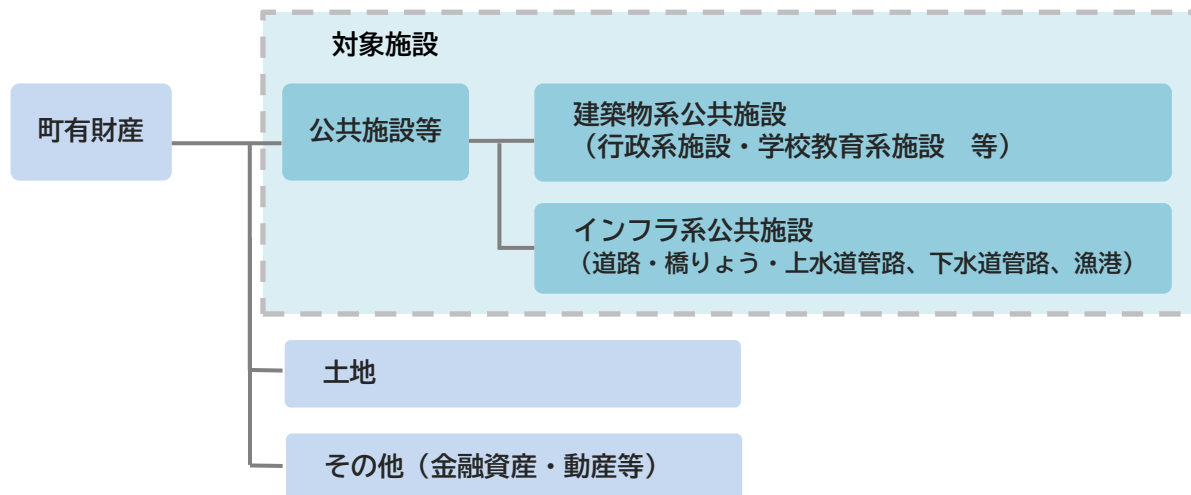 対象施設
町有財産
公共施設等
建築物系公共施設
（行政系施設・学校教育系施設　等）
インフラ系公共施設
（道路・橋りょう・上水道管路、下水道管路、漁港）
土地
その他（金融資産・動産等）